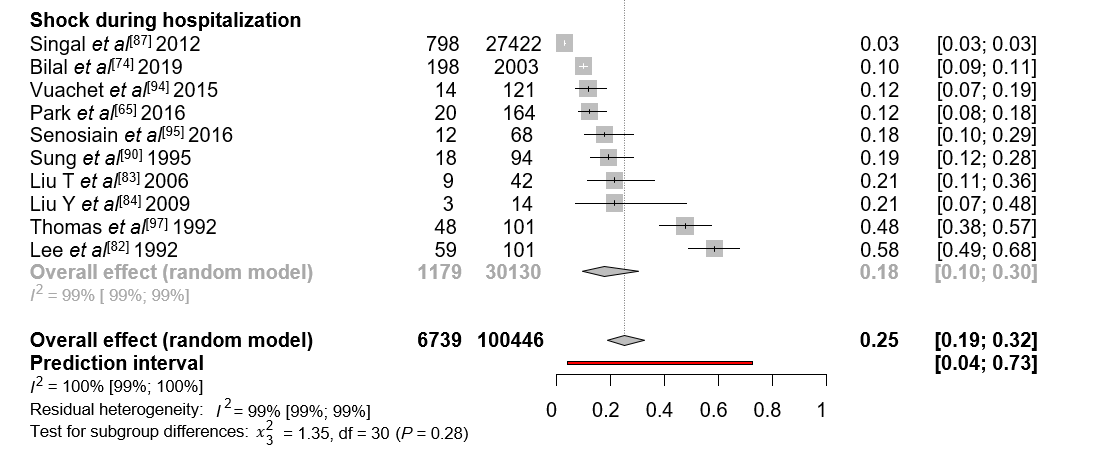 Shock during hospitalization
Singal et al[87] 2012 798 27422 0.03 [0.03; 0.03]
Bilal et al[74] 2019 198 2003 0.10 [0.09; 0.11]
Vuachet et al[94] 2015 14 121 0.12 [0.07; 0.19]
Park et al[65] 2016 20 164 0.12 [0.08; 0.18]
Senosiain et al[95] 2016 12 68 0.18 [0.10; 0.29]
Sung et al[90] 1995 18 94 0.19 [0.12; 0.28]
Liu T et al[83] 2006 9 42 0.21 [0.11; 0.36]
Liu Y et al[84] 2009 3 14 0.21 [0.07; 0.48]
Thomas et al[97] 1992 48 101 0.48 [0.38; 0.57]
Lee et al[82] 1992 59 101 0.58 [0.49; 0.68]
Overall effect (random model) 1179 30130 0.18 [0.10; 0.30]
I² = 99% [ 99%; 99%]
Overall effect (random model) 6739 100446 0.25 [0.19; 0.32]
Prediction interval [0.04; 0.73]
I² = 100% [99%; 100%]
0 0.2 0.4 0.6 0.8 1
Residual heterogeneity: I² = 99% [99%; 99%]
Test for subgroup differences: x²₃ = 1.35, df = 30 (P = 0.28)